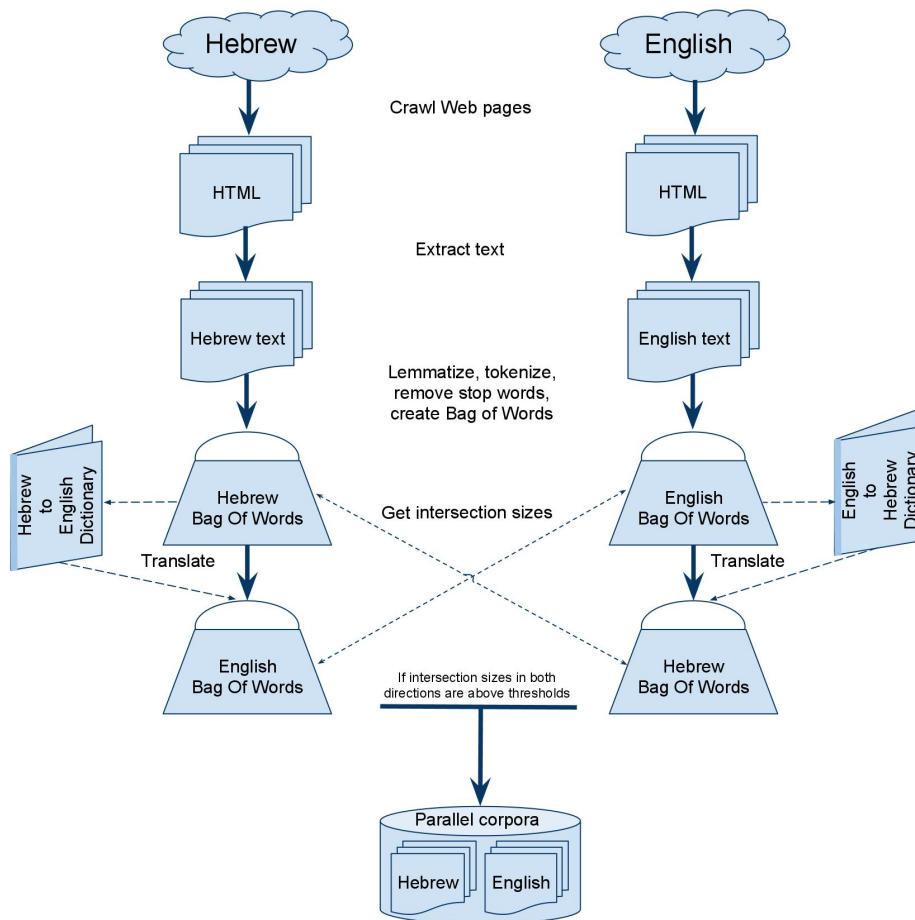 Hebrew
English
Crawl Web pages
HTML
HTML
Extract text
Hebrew text
English text
Lemmatize, tokenize,
remove stop words,
create Bag of Words
Hebrew
to
English
Dictionary
Hebrew
Bag Of Words
Get intersection sizes
English
Bag Of Words
English
to
Hebrew
Dictionary
Translate
Translate
English
Bag Of Words
Hebrew
Bag Of Words
If intersection sizes in both
directions are above thresholds
Parallel corpora
Hebrew
English